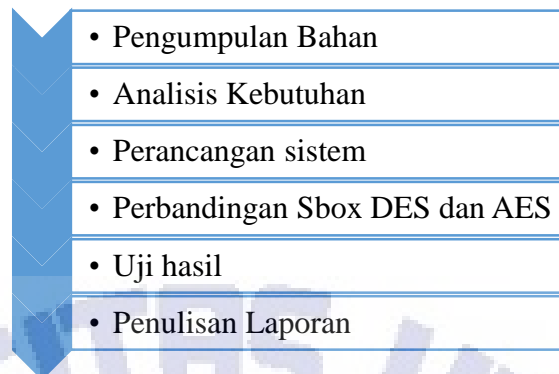 • Pengumpulan Bahan
• Analisis Kebutuhan
• Perancangan sistem
• Perbandingan Sbox DES dan AES
• Uji hasil
• Penulisan Laporan